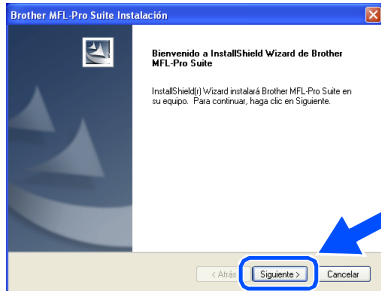 Brother MFL-Pro Suite Instalación
Bienvenido a InstallShield Wizard de Brother
MFL-Pro Suite
InstallShield(r) Wizard instalará Brother MFL-Pro Suite en
su equipo. Para continuar, haga clic en Siguiente.
< Atrás
Siguiente >
Cancelar